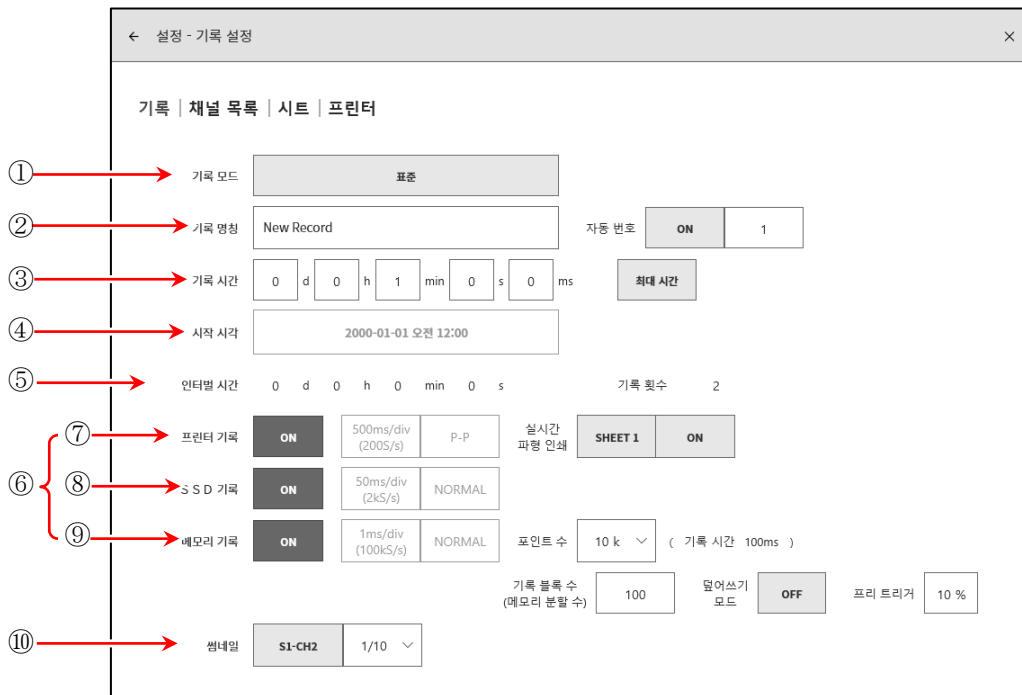 ← 설정 - 기록 설정 ×
기록 | 채널 목록 | 시트 | 프린터
① 기록 모드 표준
② 기록 명칭 New Record 자동 번호 ON 1
③ 기록 시간 0 d 0 h 1 min 0 s 0 ms 최대 시간
④ 시작 시각 2000-01-01 오전 12:00
⑤ 인터벌 시간 0 d 0 h 0 min 0 s 기록 횟수 2
⑥
⑦ 프린터 기록 ON 500ms/div P-P 실시간 SHEET 1 ON
(200S/s) 파형 인쇄
⑧ S S D 기록 ON 50ms/div NORMAL
(2kS/s)
⑨ 메모리 기록 ON 1ms/div NORMAL 포인트 수 10 k ( 기록 시간 100ms )
(100kS/s)
기록 블록 수 100 덮어쓰기 OFF 프리 트리거 10 %
(메모리 분할 수) 모드
⑩ 썸네일 S1-CH2 1/10